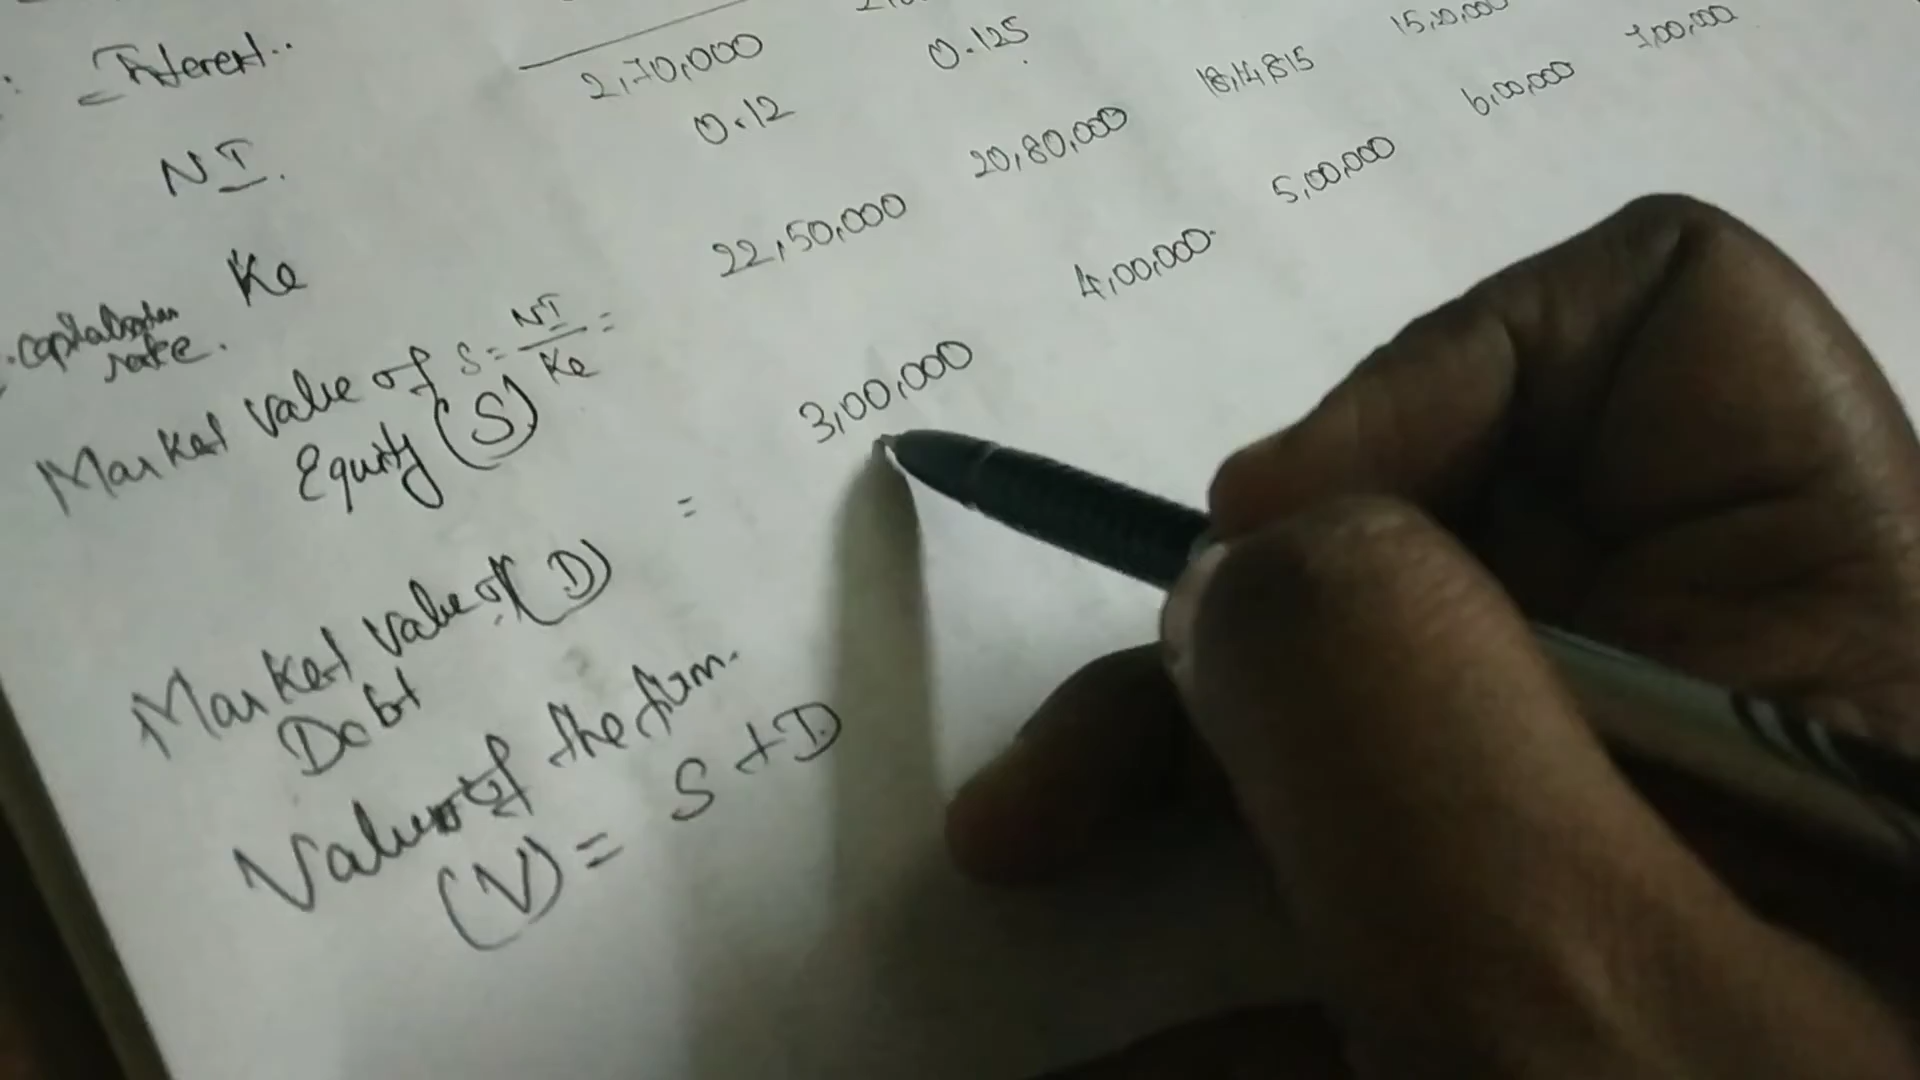 Interest..
2,70,000
NI.
0.12 0.125
Ke
capitalisation rate.
22,50,000 20,80,000 18,14,815 15,20,000
Market value of S = NI/Ke =
Equity (S)
3,00,000 4,00,000 5,00,000 6,00,000 7,00,000
Market value of (D) =
Debt
Value of the firm.
(V) = S + D